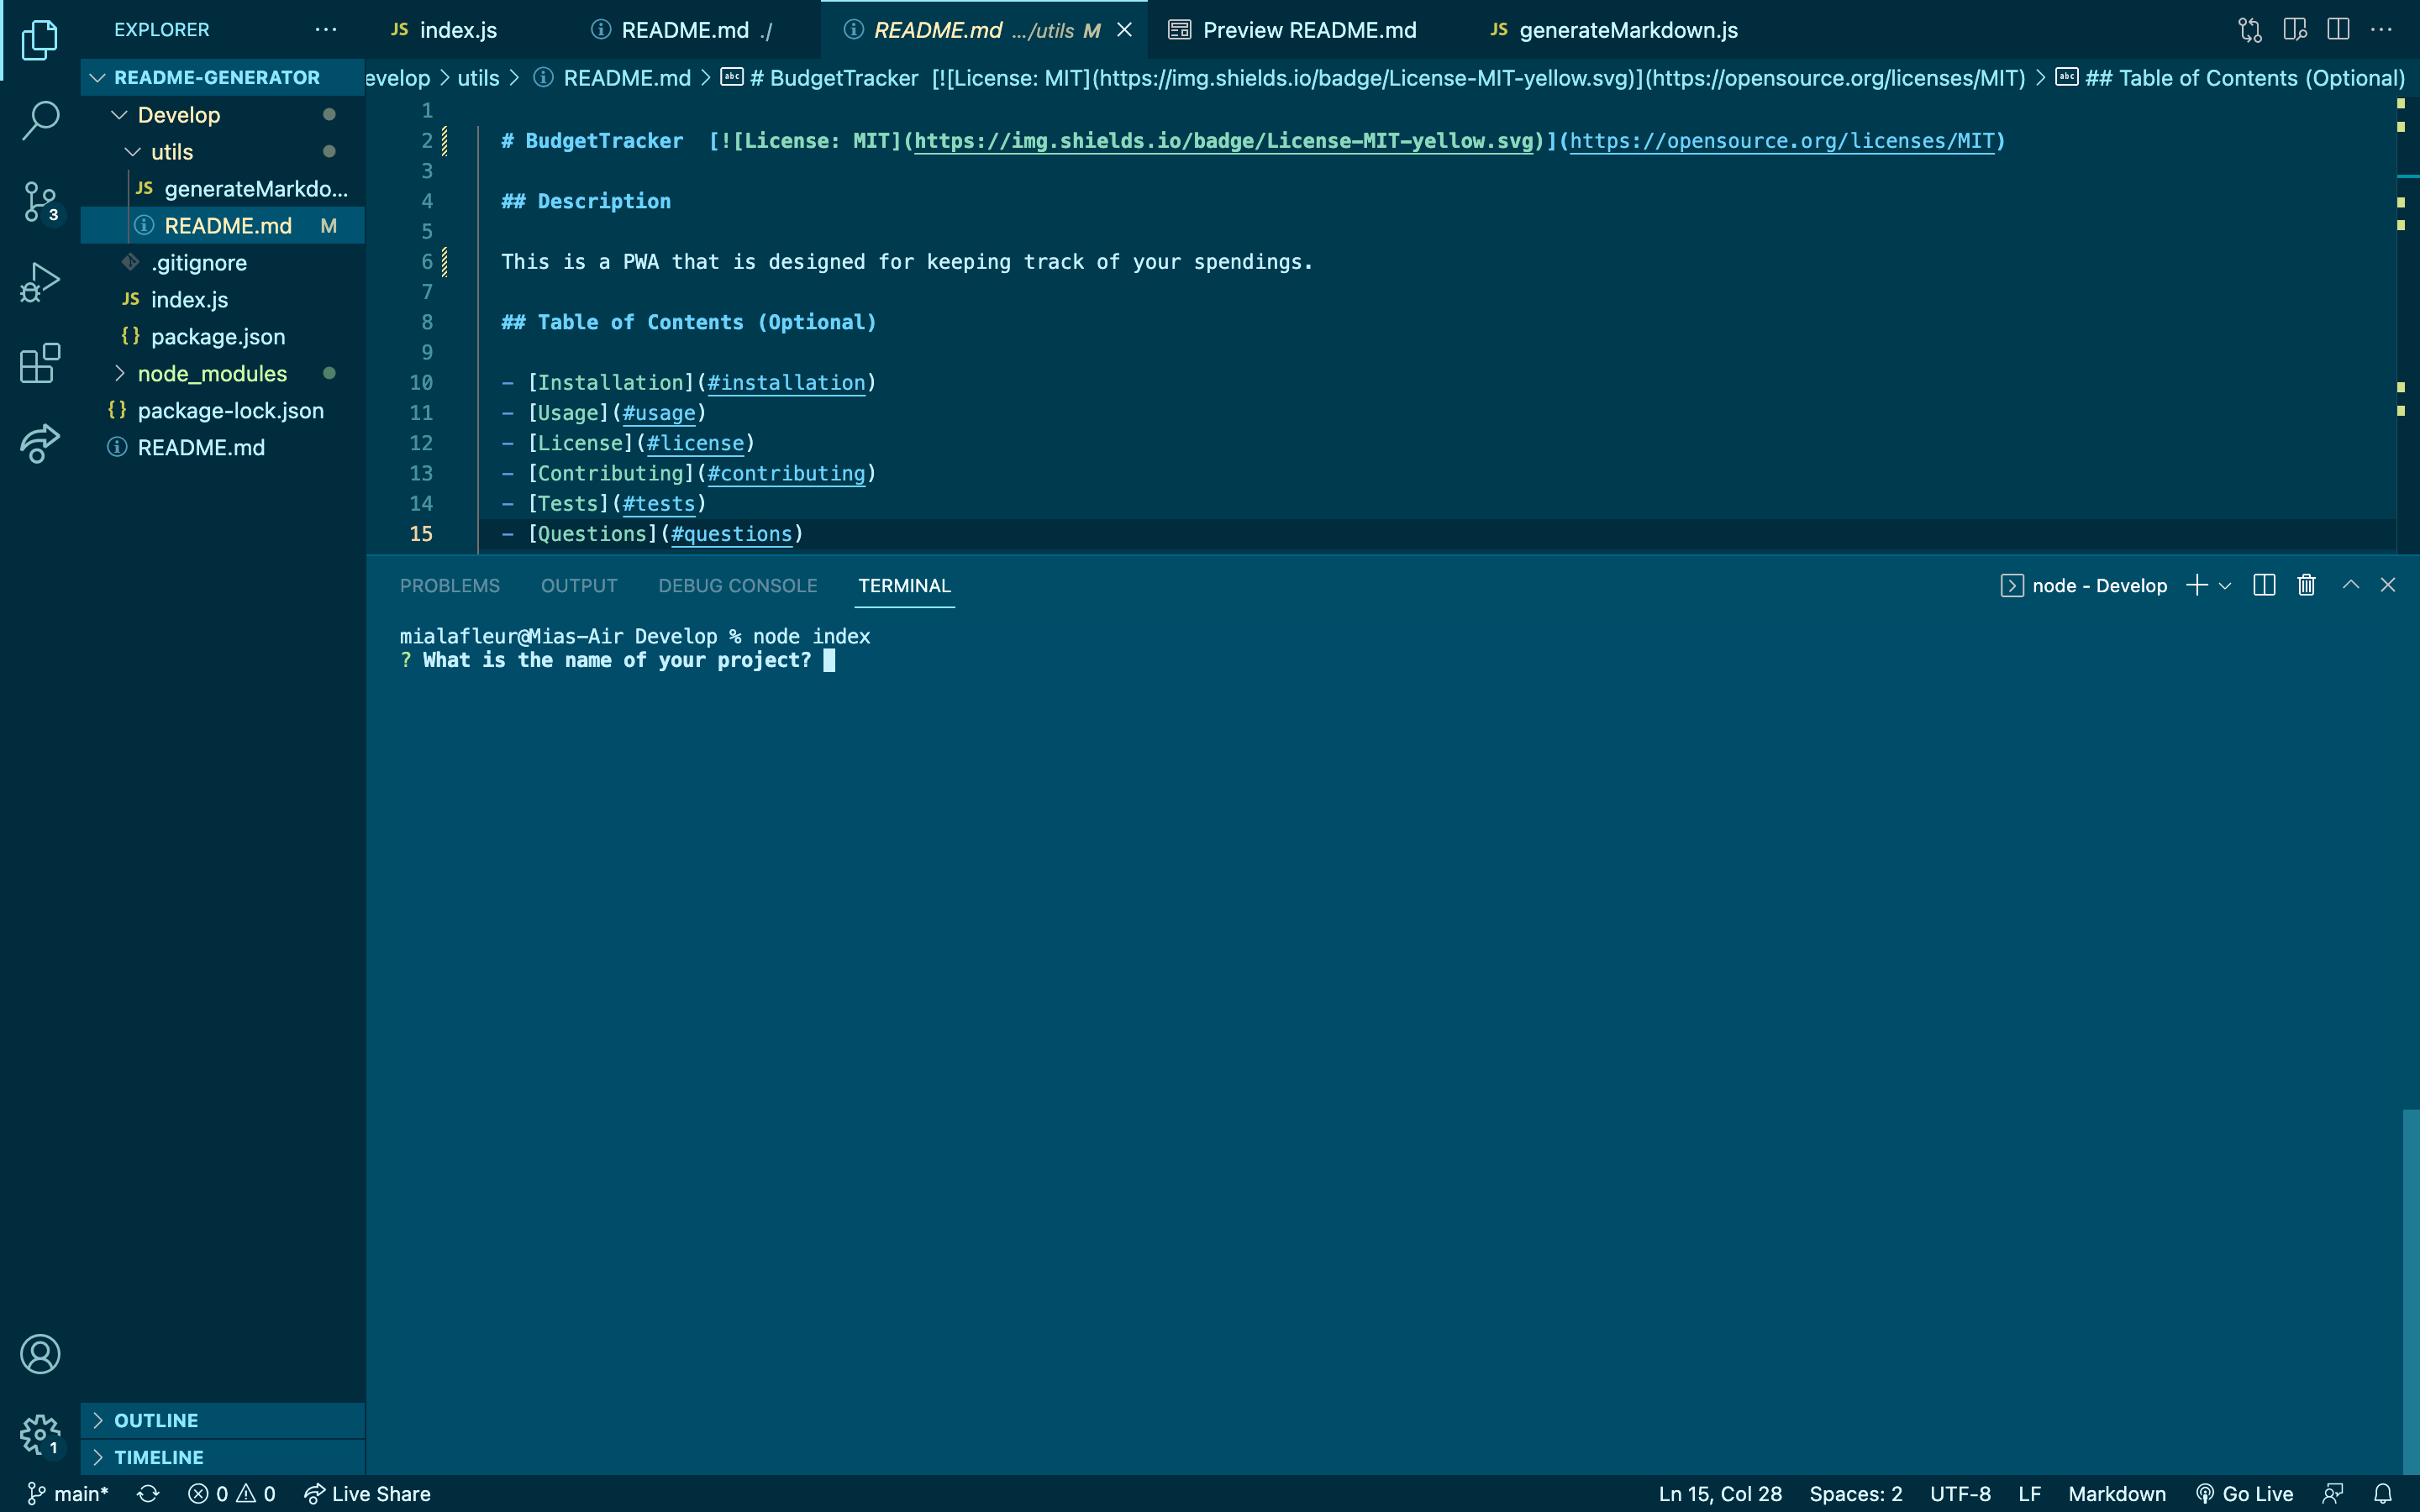 EXPLORER
README-GENERATOR
Develop
utils
JS generateMarkdo...
README.md M
.gitignore
JS index.js
{} package.json
node_modules
{} package-lock.json
README.md
OUTLINE
TIMELINE
3
1
JS index.js
README.md ./
README.md .../utils M
Preview README.md
JS generateMarkdown.js
evelop > utils > README.md > abc # BudgetTracker [![License: MIT](https://img.shields.io/badge/License-MIT-yellow.svg)](https://opensource.org/licenses/MIT) > abc ## Table of Contents (Optional)
1
2 # BudgetTracker  [![License: MIT](https://img.shields.io/badge/License-MIT-yellow.svg)](https://opensource.org/licenses/MIT)
3
4 ## Description
5
6 This is a PWA that is designed for keeping track of your spendings.
7
8 ## Table of Contents (Optional)
9
10 - [Installation](#installation)
11 - [Usage](#usage)
12 - [License](#license)
13 - [Contributing](#contributing)
14 - [Tests](#tests)
15 - [Questions](#questions)
PROBLEMS OUTPUT DEBUG CONSOLE TERMINAL
node - Develop
mialafleur@Mias-Air Develop % node index
? What is the name of your project?
main* 0 0 Live Share
Ln 15, Col 28 Spaces: 2 UTF-8 LF Markdown Go Live